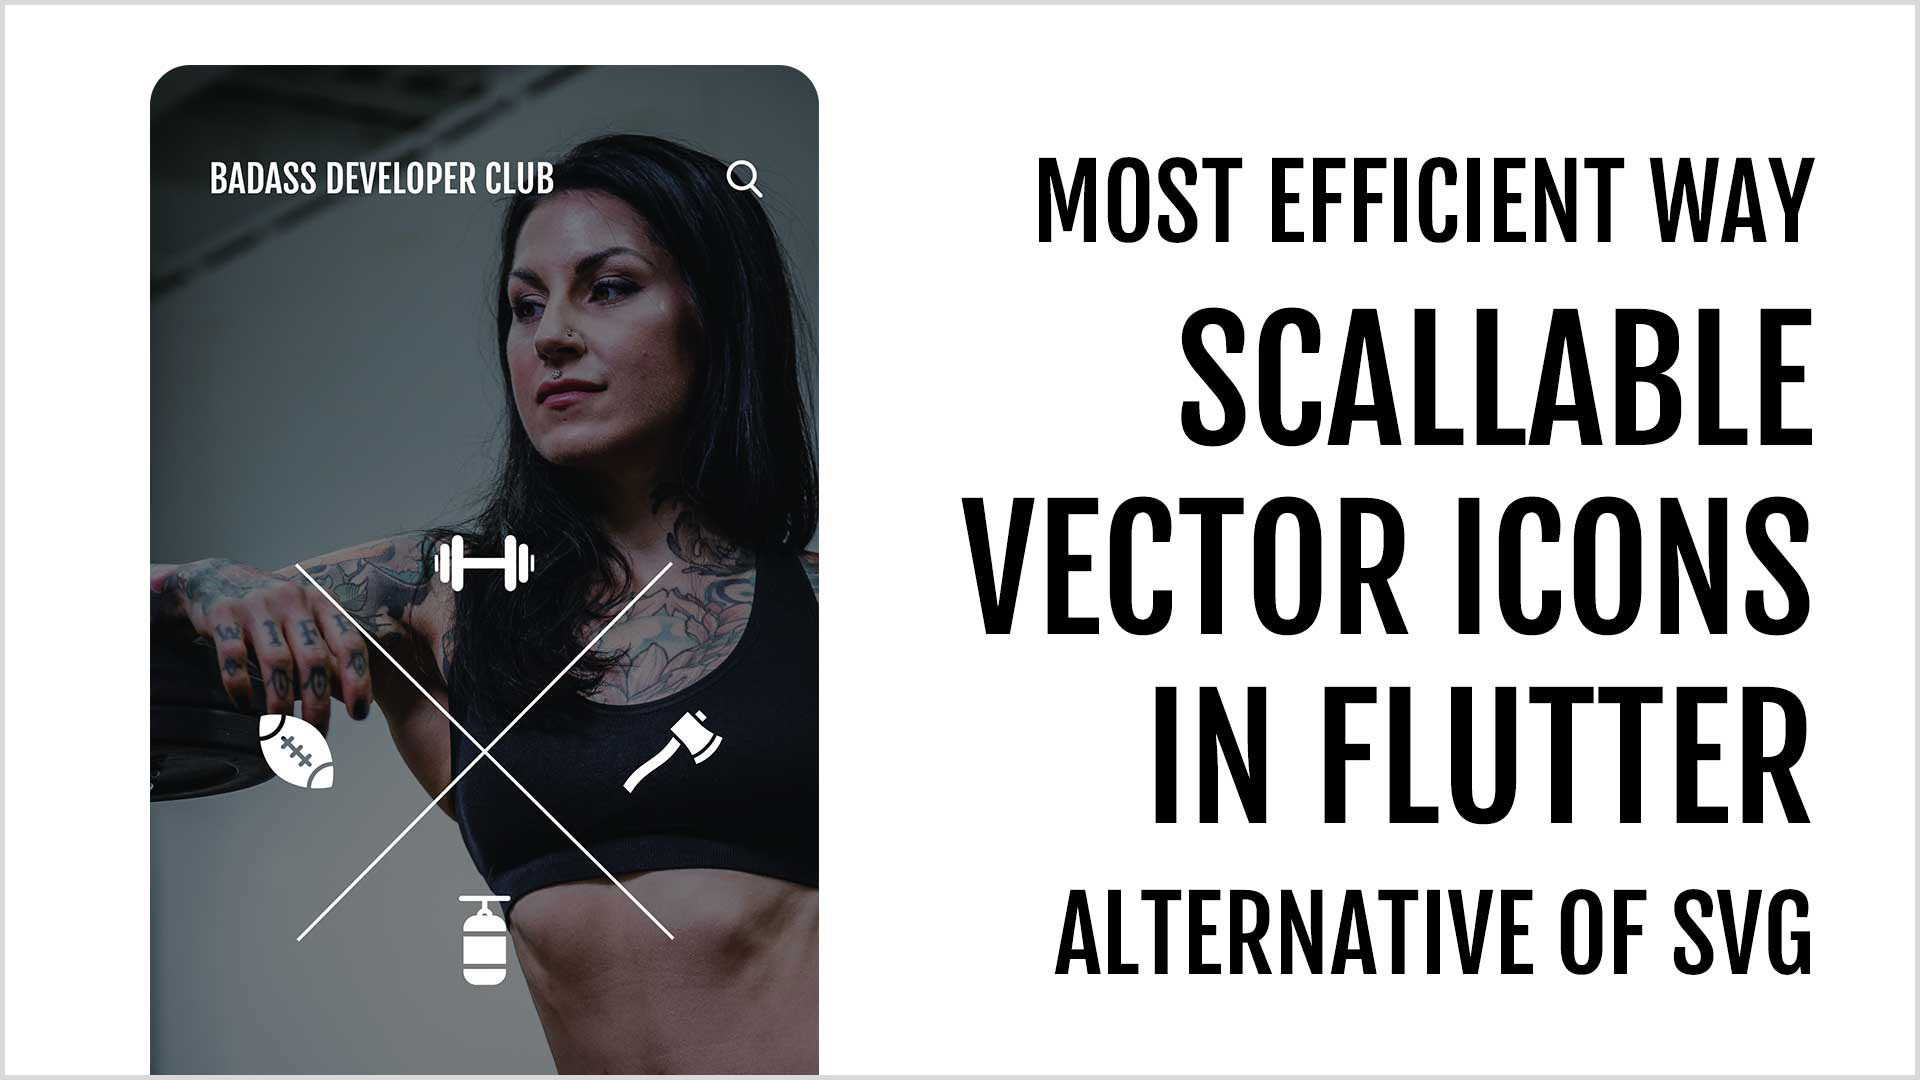 BADASS DEVELOPER CLUB
MOST EFFICIENT WAY
SCALLABLE
VECTOR ICONS
IN FLUTTER
ALTERNATIVE OF SVG